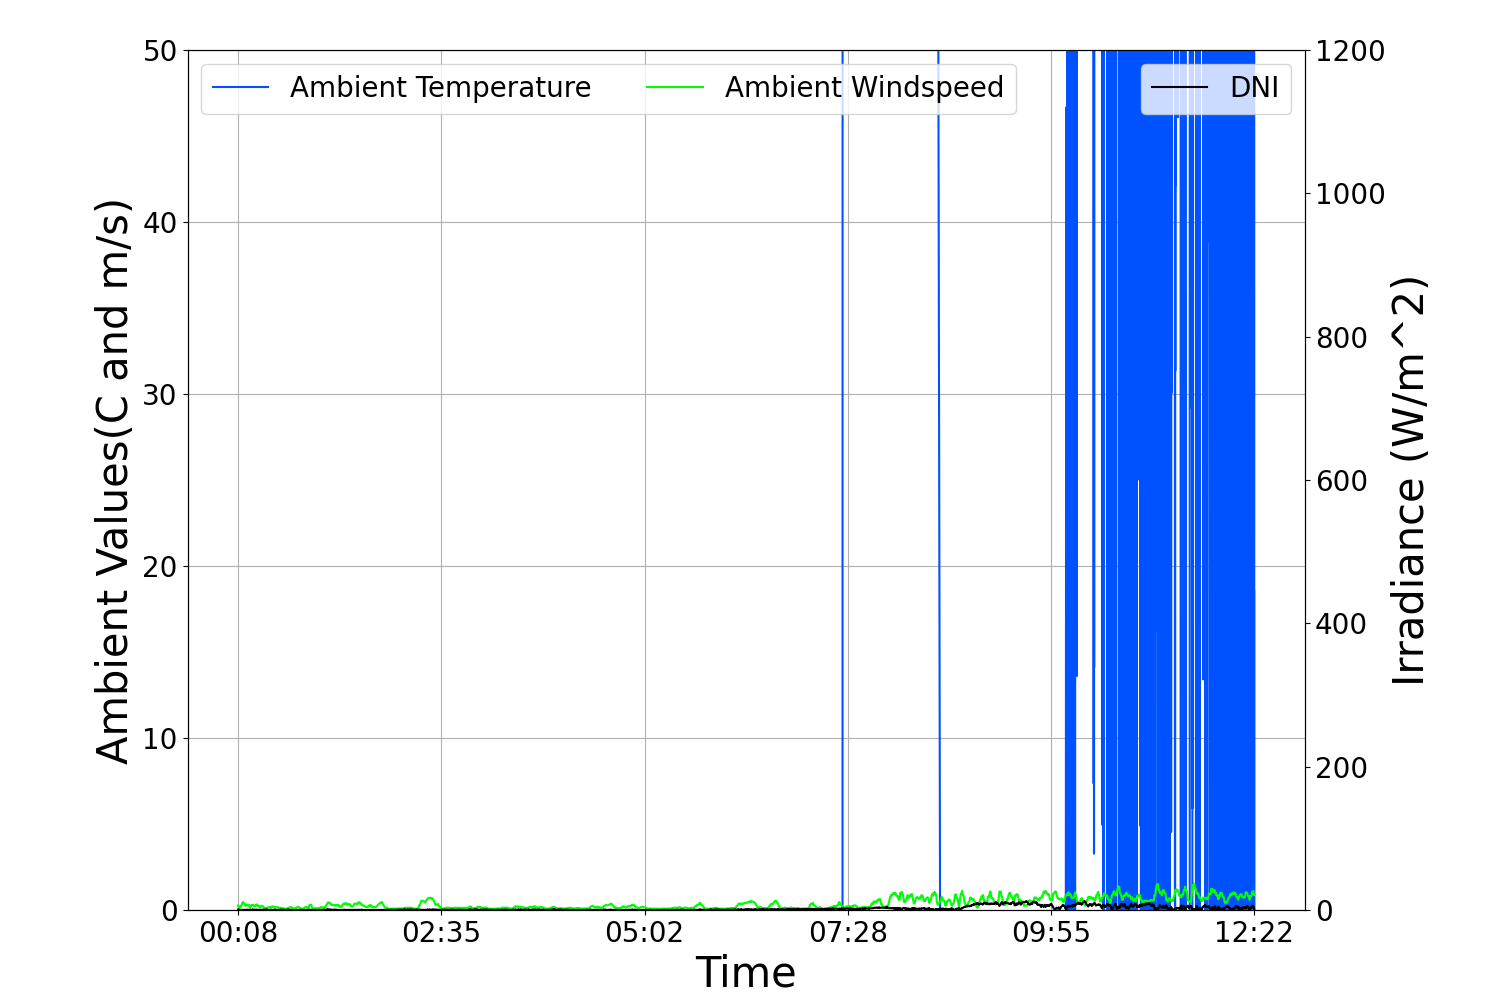 Ambient Temperature Ambient Windspeed DNI
Ambient Values(C and m/s)
50
40
30
20
10
0
1200
1000
800
600
400
200
0
Irradiance (W/m^2)
00:08 02:35 05:02 07:28 09:55 12:22
Time